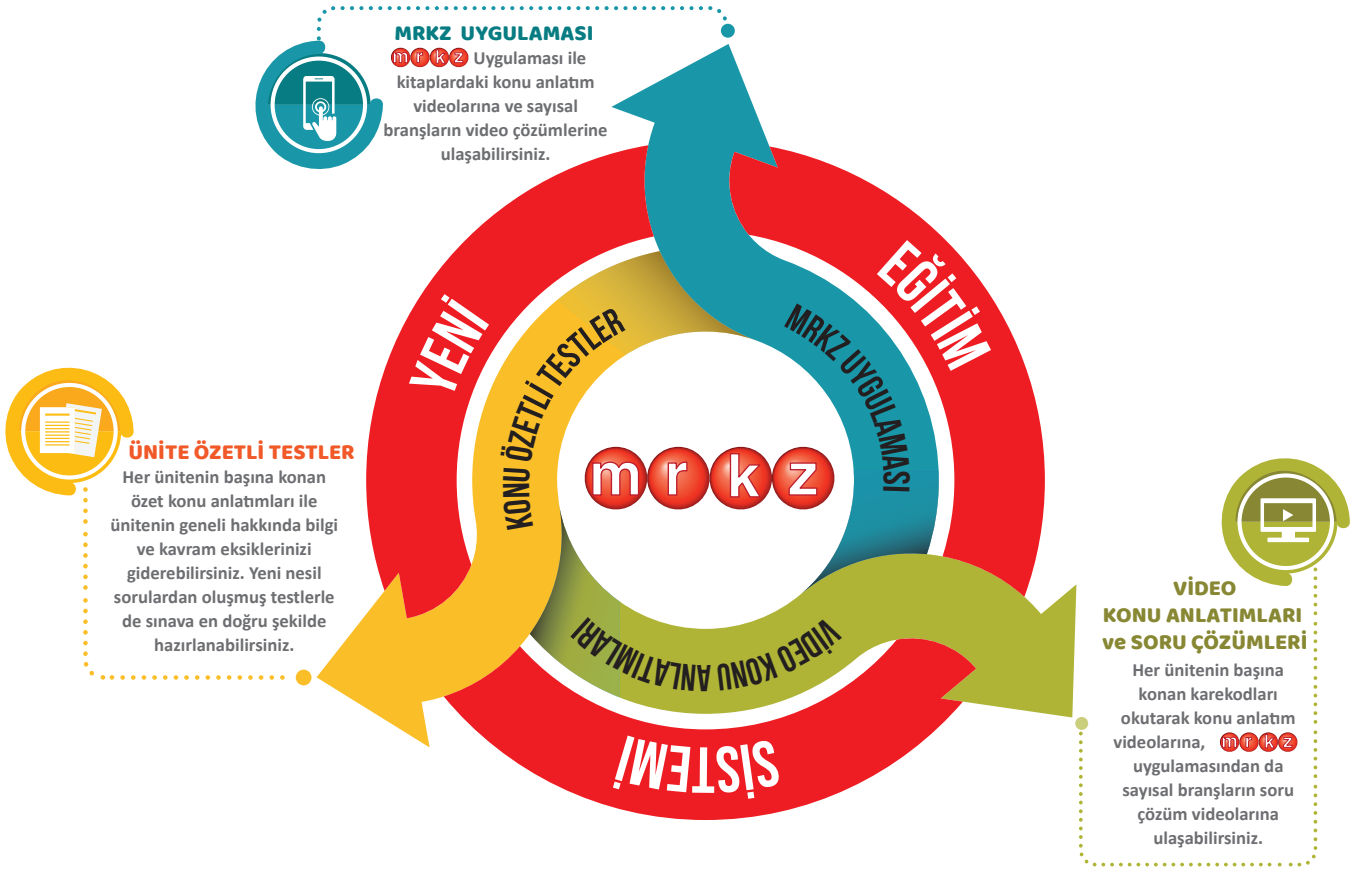 MRKZ UYGULAMASI
mrkz Uygulaması ile
kitaplardaki konu anlatım
videolarına ve sayısal
branşların video çözümlerine
ulaşabilirsiniz.
YENİ
EĞİTİM
SİSTEMİ
KONU ÖZETLİ TESTLER
MRKZ UYGULAMASI
VİDEO KONU ANLATIMLARI
mrkz
ÜNİTE ÖZETLİ TESTLER
Her ünitenin başına konan
özet konu anlatımları ile
ünitenin geneli hakkında bilgi
ve kavram eksiklerinizi
giderebilirsiniz. Yeni nesil
sorulardan oluşmuş testlerle
de sınava en doğru şekilde
hazırlanabilirsiniz.
VİDEO
KONU ANLATIMLARI
ve SORU ÇÖZÜMLERİ
Her ünitenin başına
konan karekodları
okutarak konu anlatım
videolarına, mrkz
uygulamasından da
sayısal branşların soru
çözüm videolarına
ulaşabilirsiniz.